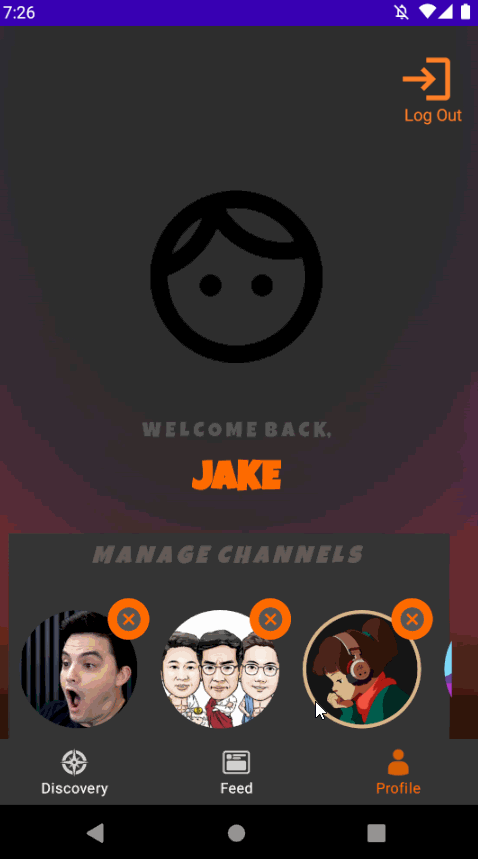 7:26
Log Out
WELCOME BACK,
JAKE
MANAGE CHANNELS
Discovery
Feed
Profile